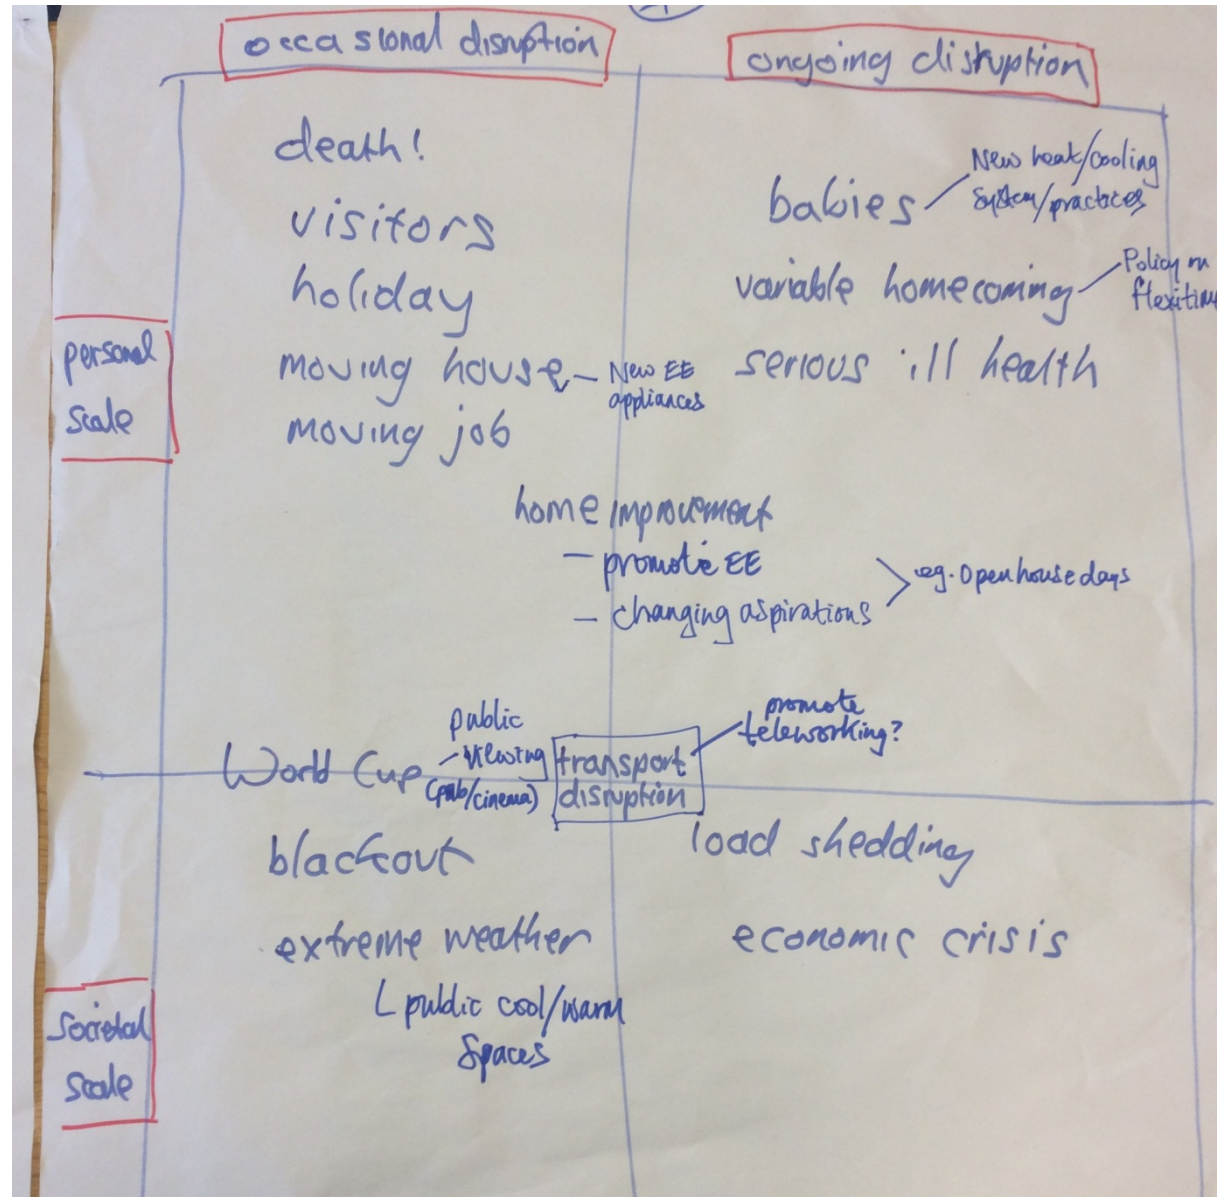 occasional disruption
ongoing disruption
personal
scale
death!
visitors
holiday
moving house - New EE
appliances
moving job
babies
New heat/cooling
system/practices
variable homecoming
Policy on
flexitime
serious ill health
home improvement
- promote EE
- changing aspirations
eg. Open house days
World Cup
public
viewing
(pub/cinema)
transport
disruption
promote
teleworking?
societal
scale
blackout
extreme weather
public cool/warm
spaces
load shedding
economic crisis